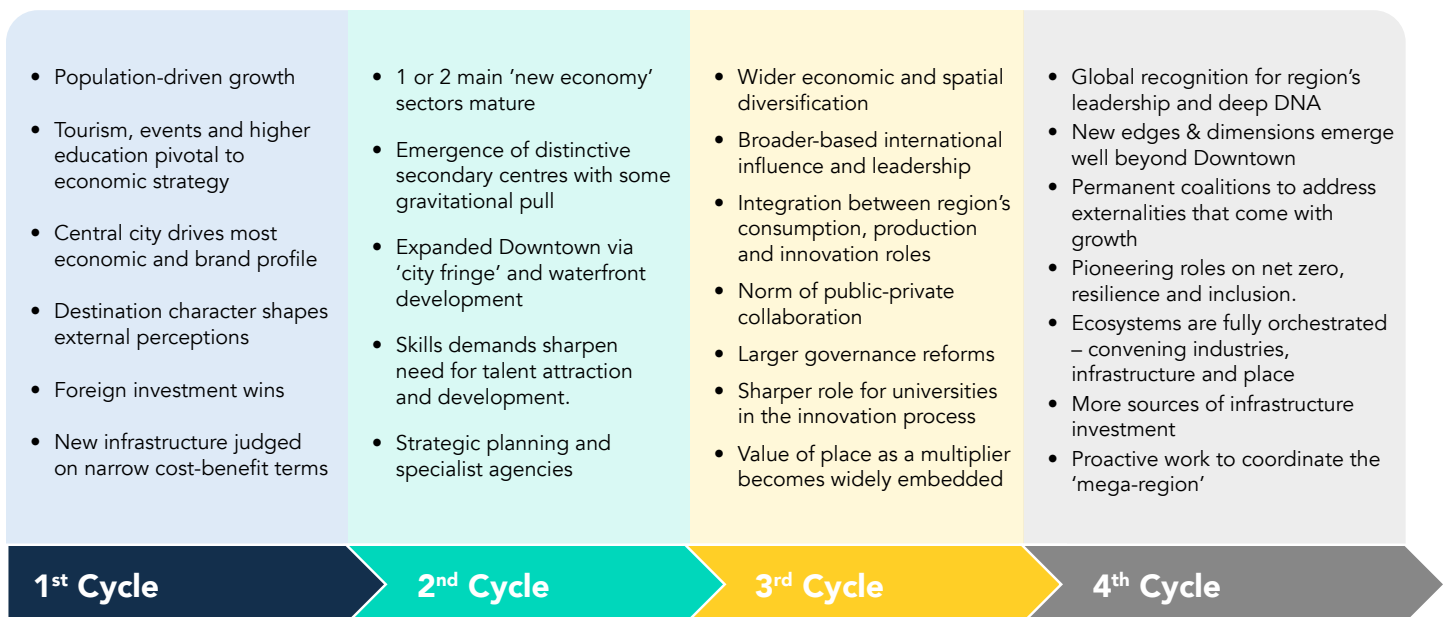 • Population-driven growth
• Tourism, events and higher
education pivotal to
economic strategy
• Central city drives most
economic and brand profile
• Destination character shapes
external perceptions
• Foreign investment wins
• New infrastructure judged
on narrow cost-benefit terms
• 1 or 2 main ‘new economy’
sectors mature
• Emergence of distinctive
secondary centres with some
gravitational pull
• Expanded Downtown via
‘city fringe’ and waterfront
development
• Skills demands sharpen
need for talent attraction
and development.
• Strategic planning and
specialist agencies
• Wider economic and spatial
diversification
• Broader-based international
influence and leadership
• Integration between region’s
consumption, production
and innovation roles
• Norm of public-private
collaboration
• Larger governance reforms
• Sharper role for universities
in the innovation process
• Value of place as a multiplier
becomes widely embedded
• Global recognition for region’s
leadership and deep DNA
• New edges & dimensions emerge
well beyond Downtown
• Permanent coalitions to address
externalities that come with
growth
• Pioneering roles on net zero,
resilience and inclusion.
• Ecosystems are fully orchestrated
– convening industries,
infrastructure and place
• More sources of infrastructure
investment
• Proactive work to coordinate the
‘mega-region’
1st Cycle
2nd Cycle
3rd Cycle
4th Cycle